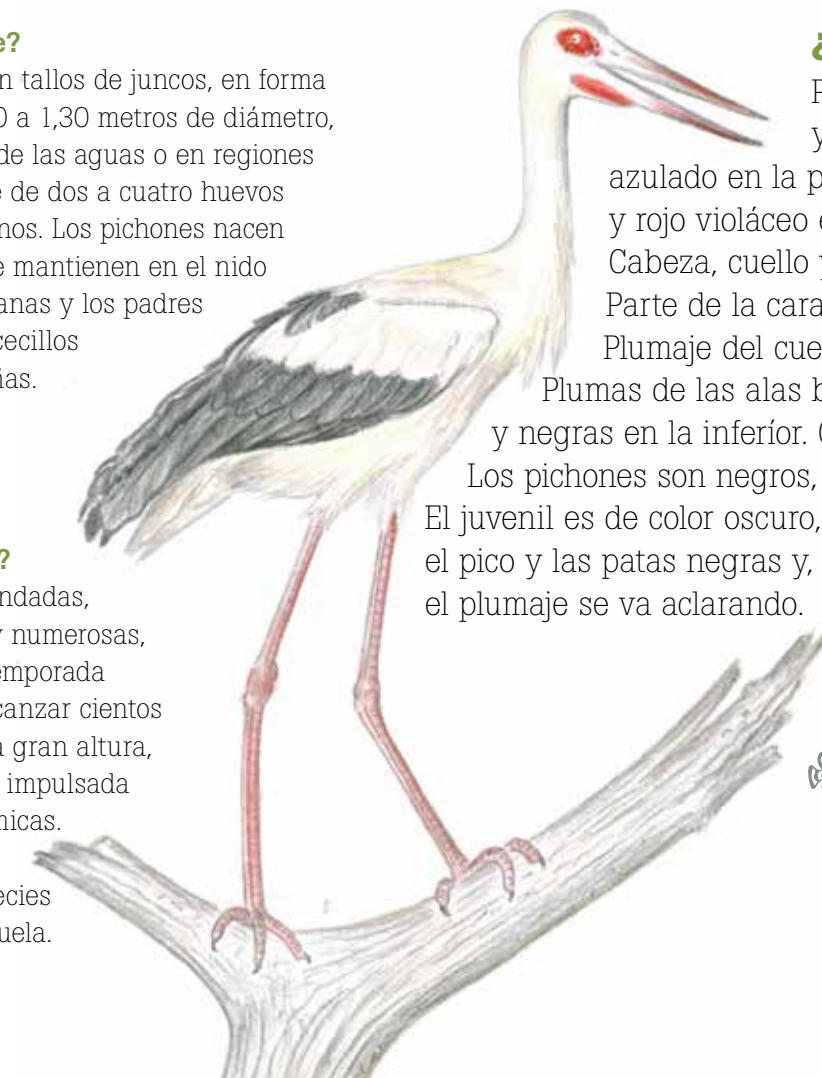 e?
n tallos de juncos, en forma
0 a 1,30 metros de diámetro,
de las aguas o en regiones
e de dos a cuatro huevos
nos. Los pichones nacen
e mantienen en el nido
anas y los padres
cecillos
ñas.
?
ndadas,
y numerosas,
emporada
canzar cientos
a gran altura,
impulsada
micas.
ecies
uela.
¿
P
y
azulado en la p
y rojo violáceo e
Cabeza, cuello y
Parte de la cara
Plumaje del cue
Plumas de las alas b
y negras en la inferíor. C
Los pichones son negros,
El juvenil es de color oscuro,
el pico y las patas negras y,
el plumaje se va aclarando.